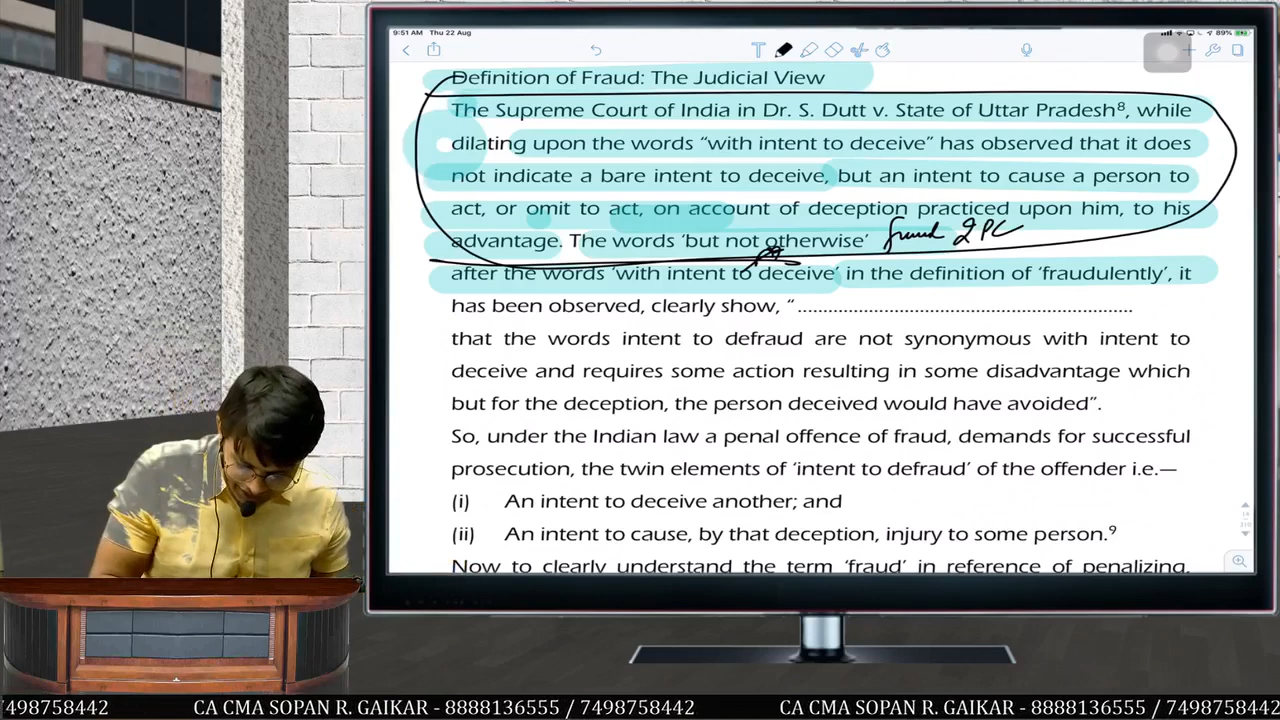 9:51 AM Thu 22 Aug
89%
T
Definition of Fraud: The Judicial View
The Supreme Court of India in Dr. S. Dutt v. State of Uttar Pradesh⁸, while
dilating upon the words “with intent to deceive” has observed that it does
not indicate a bare intent to deceive, but an intent to cause a person to
act, or omit to act, on account of deception practiced upon him, to his
advantage. The words ‘but not otherwise’ fraud IPC
after the words ‘with intent to deceive’ in the definition of ‘fraudulently’, it
has been observed, clearly show, “................................................................
that the words intent to defraud are not synonymous with intent to
deceive and requires some action resulting in some disadvantage which
but for the deception, the person deceived would have avoided”.
So, under the Indian law a penal offence of fraud, demands for successful
prosecution, the twin elements of ‘intent to defraud’ of the offender i.e.—
(i) An intent to deceive another; and
(ii) An intent to cause, by that deception, injury to some person.⁹
Now to clearly understand the term ‘fraud’ in reference of penalizing,
7498758442 CA CMA SOPAN R. GAIKAR - 8888136555 / 7498758442 CA CMA SOPAN R. GAIKAR - 8888136555